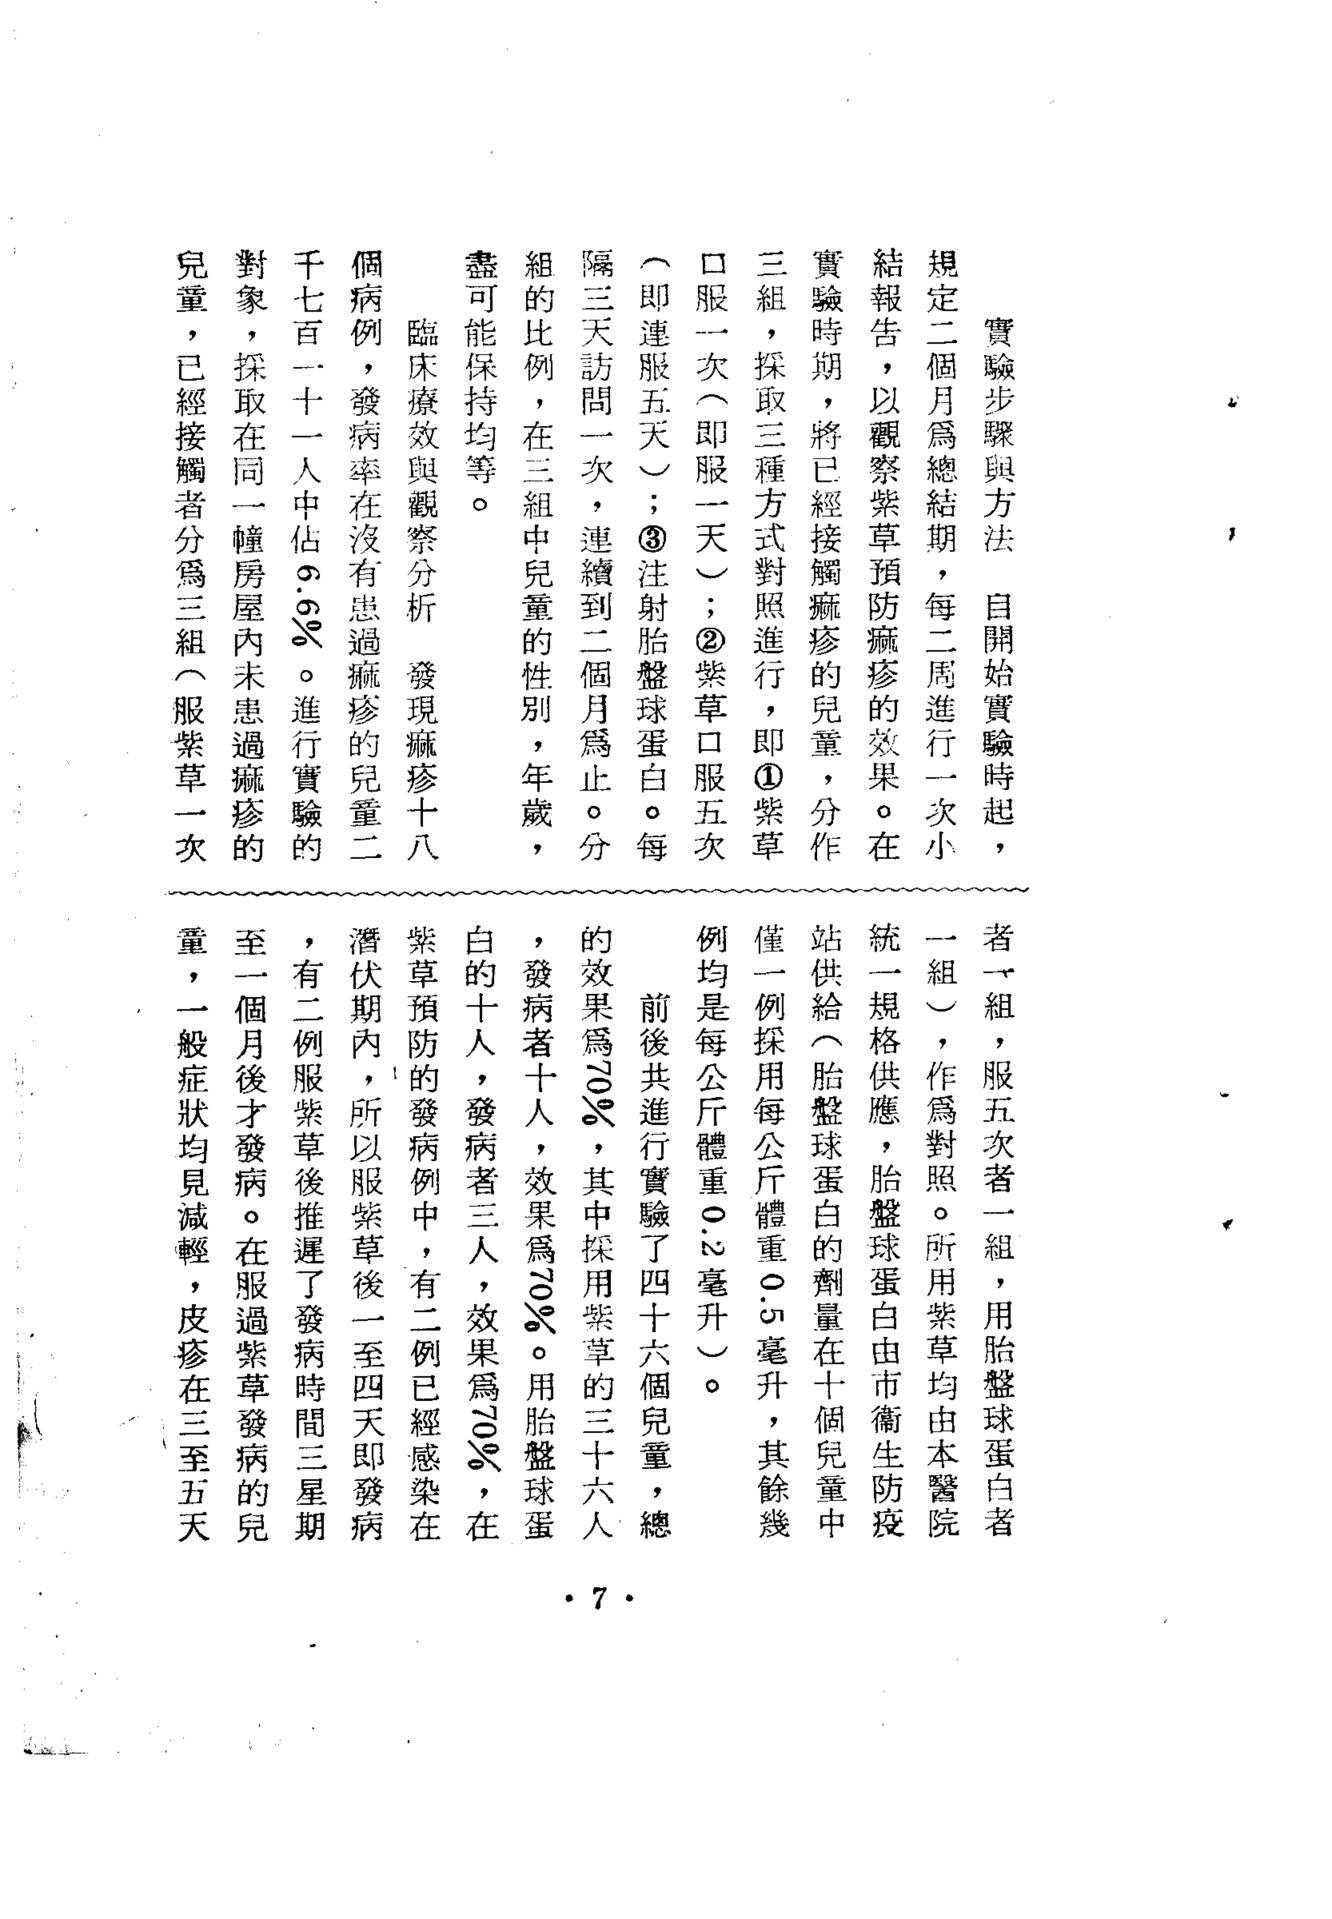 實驗步驟與方法　自開始實驗時起，
規定二個月爲總結期，每二周進行一次小
結報告，以觀察紫草預防痲疹的效果。在
實驗時期，將已經接觸痲疹的兒童，分作
三組，採取三種方式對照進行，即①紫草
口服一次（即服一天）；②紫草口服五次
（即連服五天）；③注射胎盤球蛋白。每
隔三天訪問一次，連續到二個月爲止。分
組的比例，在三組中兒童的性別，年歲，
盡可能保持均等。
臨床療效與觀察分析　發現痲疹十八
個病例，發病率在沒有患過痲疹的兒童二
千七百一十一人中佔6.6％。進行實驗的
對象，採取在同一幢房屋內未患過痲疹的
兒童，已經接觸者分爲三組（服紫草一次
者一組，服五次者一組，用胎盤球蛋白者
一組），作爲對照。所用紫草均由本醫院
統一規格供應，胎盤球蛋白由市衞生防疫
站供給（胎盤球蛋白的劑量在十個兒童中
僅一例採用每公斤體重0.5毫升，其餘幾
例均是每公斤體重0.2毫升）。
前後共進行實驗了四十六個兒童，總
的效果爲70％，其中採用紫草的三十六人
，發病者十人，效果爲70％。用胎盤球蛋
白的十人，發病者三人，效果爲70％，在
紫草預防的發病例中，有二例已經感染在
潛伏期內，所以服紫草後一至四天即發病
，有二例服紫草後推遲了發病時間三星期
至一個月後才發病。在服過紫草發病的兒
童，一般症狀均見減輕，皮疹在三至五天
・7・